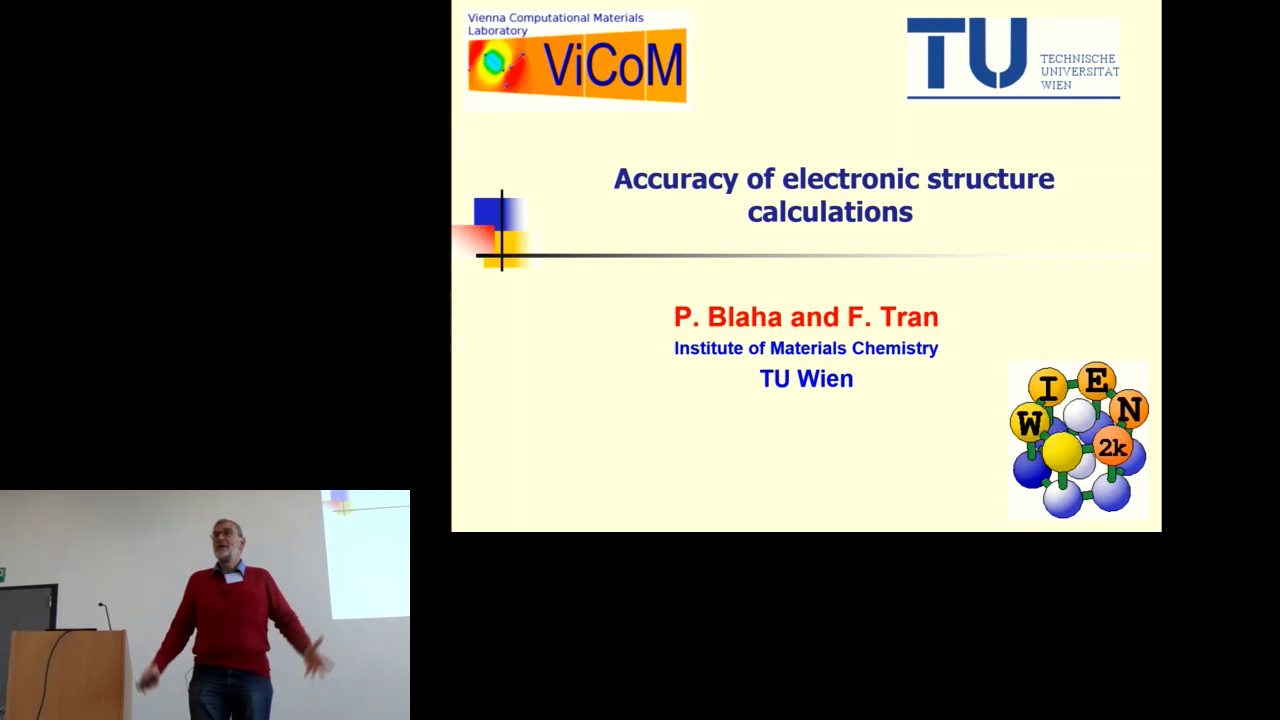 Vienna Computational Materials
Laboratory
ViCoM
TU
TECHNISCHE
UNIVERSITÄT
WIEN
Accuracy of electronic structure
calculations
P. Blaha and F. Tran
Institute of Materials Chemistry
TU Wien
W I E N
2k